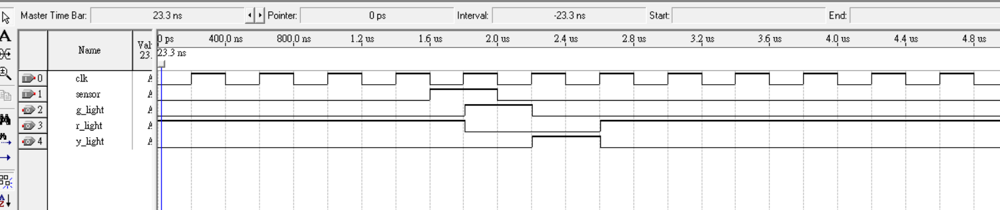 Master Time Bar: 23.3 ns Pointer: 0 ps Interval: -23.3 ns Start: End:
A
Name
Val
23.
0 ps 400.0 ns 800.0 ns 1.2 us 1.6 us 2.0 us 2.4 us 2.8 us 3.2 us 3.6 us 4.0 us 4.4 us 4.8 us
23.3 ns
0 clk A
1 sensor A
2 g_light A
3 r_light A
4 y_light A